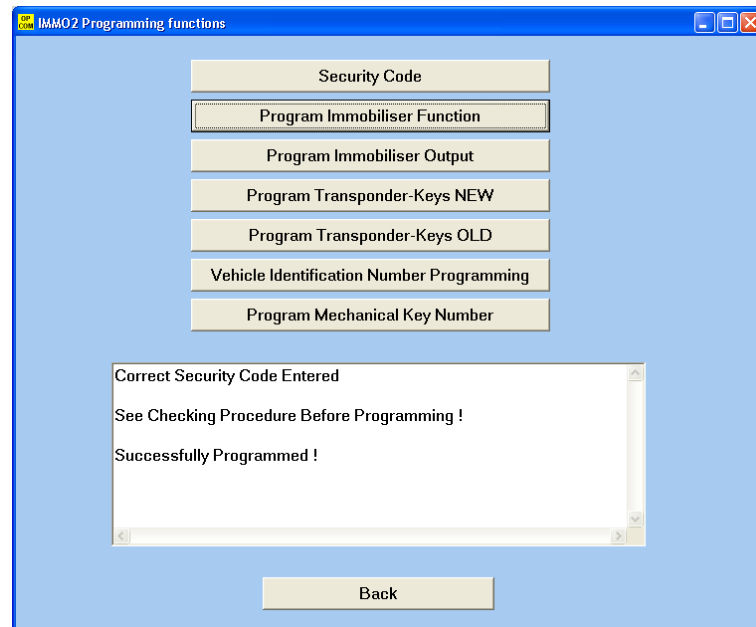 OP
COM
IMMO2 Programming functions
Security Code
Program Immobiliser Function
Program Immobiliser Output
Program Transponder-Keys NEW
Program Transponder-Keys OLD
Vehicle Identification Number Programming
Program Mechanical Key Number
Correct Security Code Entered
See Checking Procedure Before Programming !
Successfully Programmed !
Back